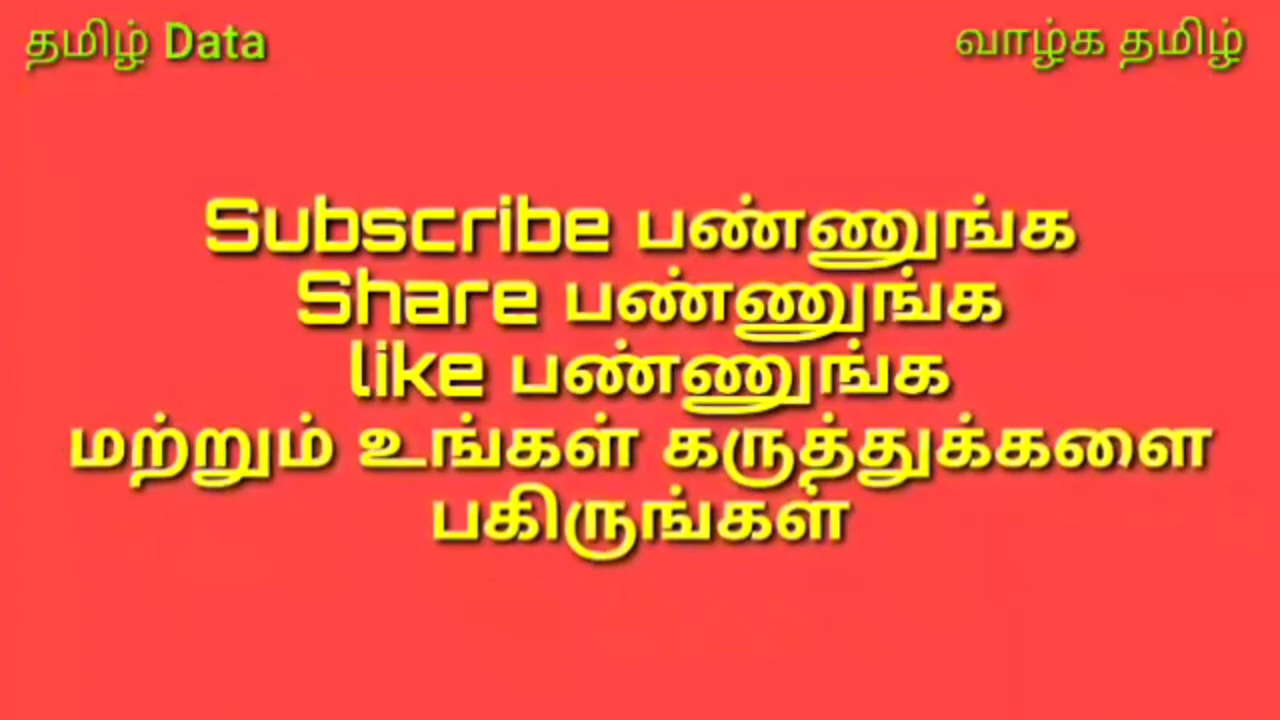 தமிழ் Data
வாழ்க தமிழ்
Subscribe பண்ணுங்க
Share பண்ணுங்க
like பண்ணுங்க
மற்றும் உங்கள் கருத்துக்களை
பகிருங்கள்